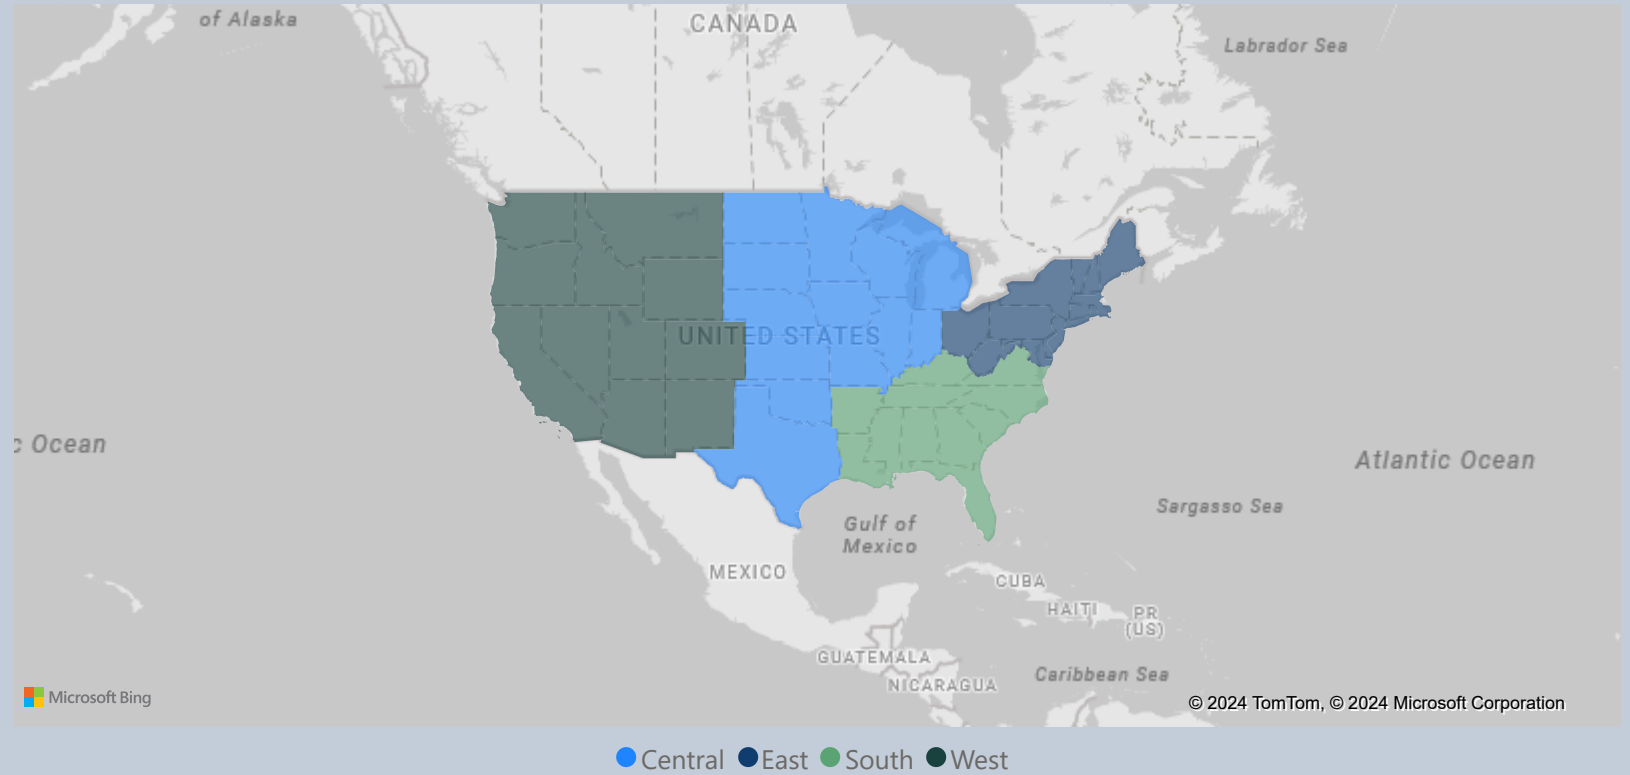 of Alaska
CANADA
Labrador Sea
UNITED STATES
c Ocean
Atlantic Ocean
Sargasso Sea
Gulf of
Mexico
MEXICO
CUBA
HAITI
PR
(US)
GUATEMALA
Caribbean Sea
NICARAGUA
Microsoft Bing
© 2024 TomTom, © 2024 Microsoft Corporation
Central East South West